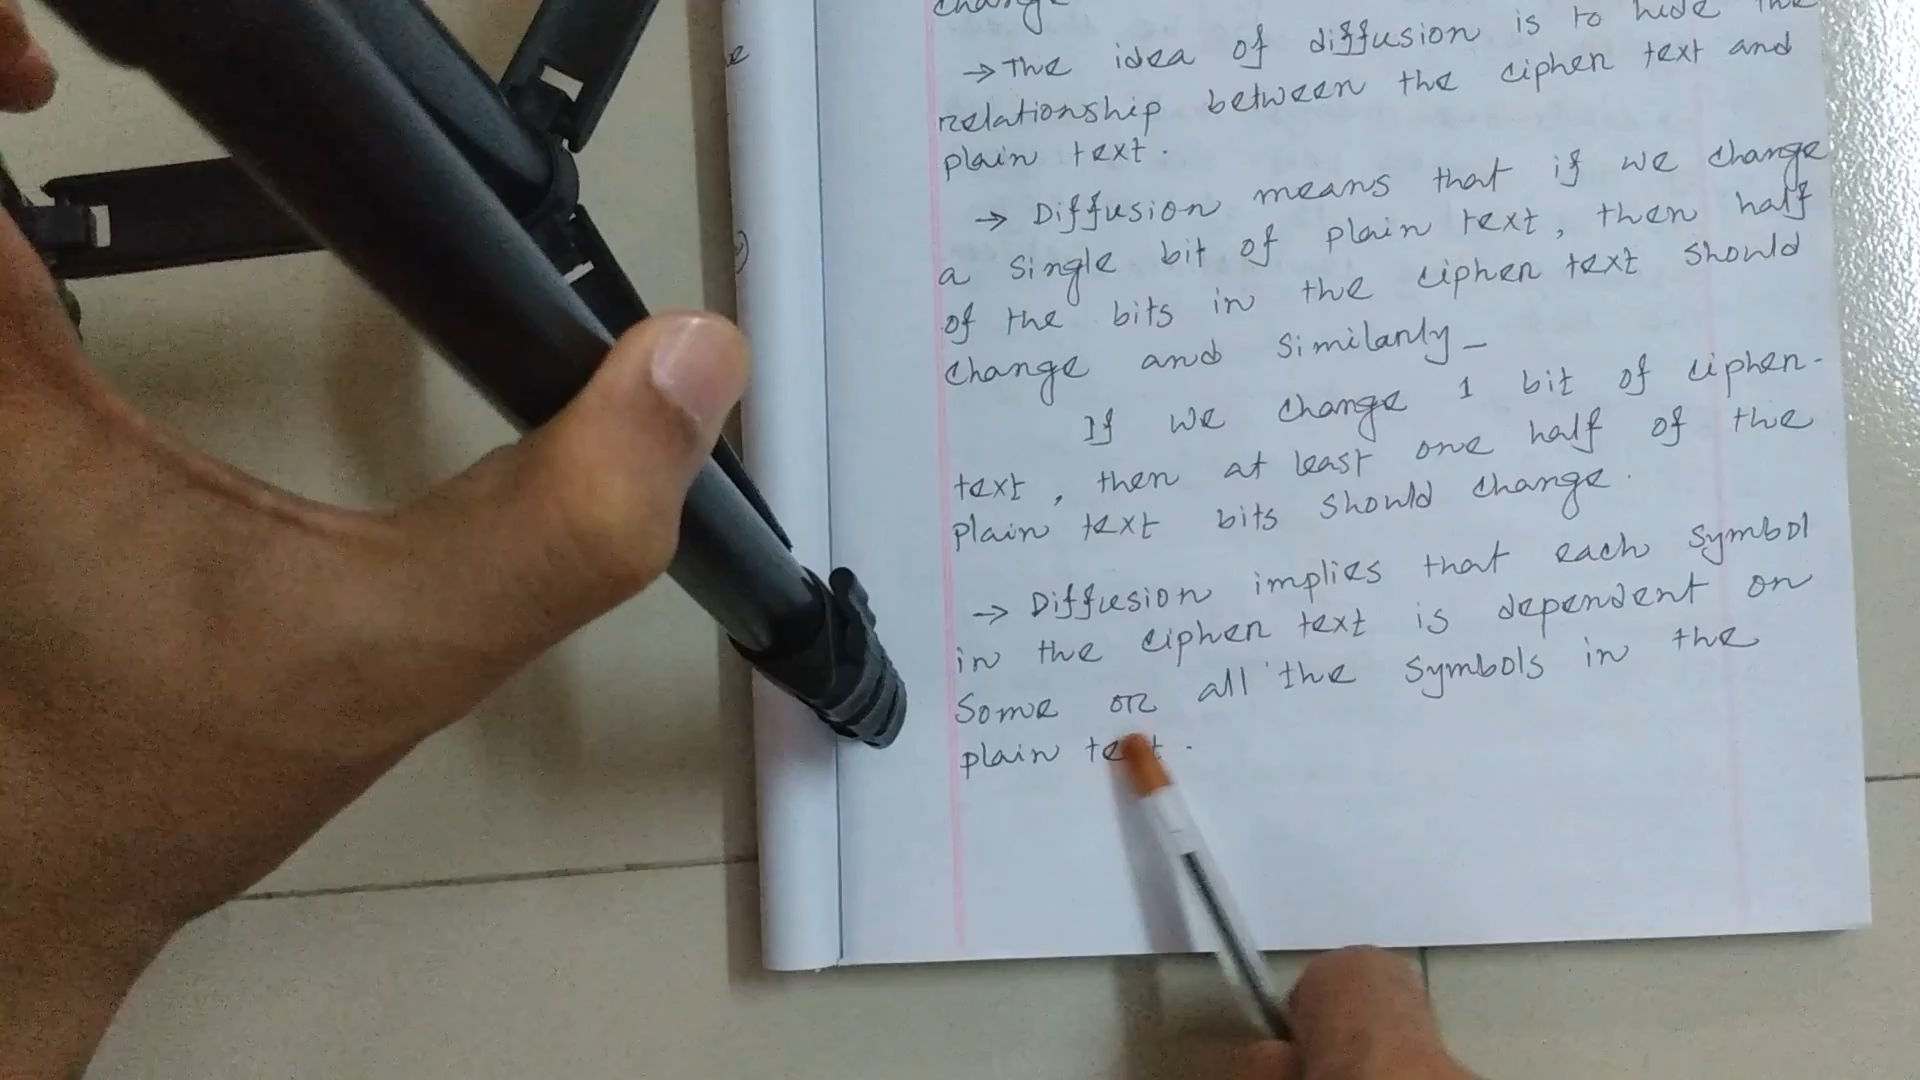 change
→ The idea of diffusion is to hide the
relationship between the cipher text and
plain text.
→ Diffusion means that if we change
a single bit of plain text, then half
of the bits in the cipher text should
change and similarly –
If we change 1 bit of cipher-
text, then at least one half of the
plain text bits should change.
→ Diffusion implies that each symbol
in the cipher text is dependent on
some or all the symbols in the
plain text.